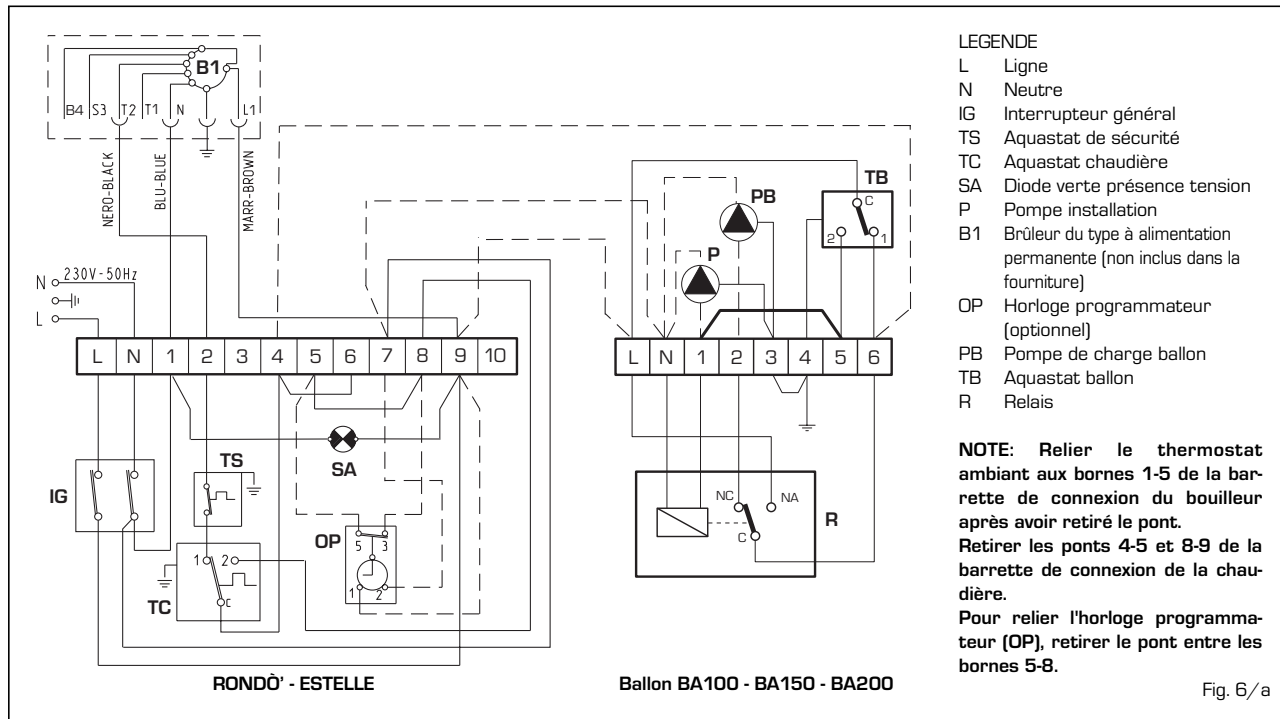 B1
B4 S3 T2 T1 N L1
NERO-BLACK
BLU-BLUE
MARR-BROWN
N 230V-50Hz
L
L N 1 2 3 4 5 6 7 8 9 10
IG
TS
SA
OP
5 3
1 2
TC
1 2
C
RONDÒ' - ESTELLE
PB
P
TB
C
2 1
L N 1 2 3 4 5 6
NC NA
C
R
Ballon BA100 - BA150 - BA200
LEGENDE
L Ligne
N Neutre
IG Interrupteur général
TS Aquastat de sécurité
TC Aquastat chaudière
SA Diode verte présence tension
P Pompe installation
B1 Brûleur du type à alimentation
permanente (non inclus dans la
fourniture)
OP Horloge programmateur
(optionnel)
PB Pompe de charge ballon
TB Aquastat ballon
R Relais
NOTE: Relier le thermostat
ambiant aux bornes 1-5 de la bar-
rette de connexion du bouilleur
après avoir retiré le pont.
Retirer les ponts 4-5 et 8-9 de la
barrette de connexion de la chau-
dière.
Pour relier l'horloge programma-
teur (OP), retirer le pont entre les
bornes 5-8.
Fig. 6/a